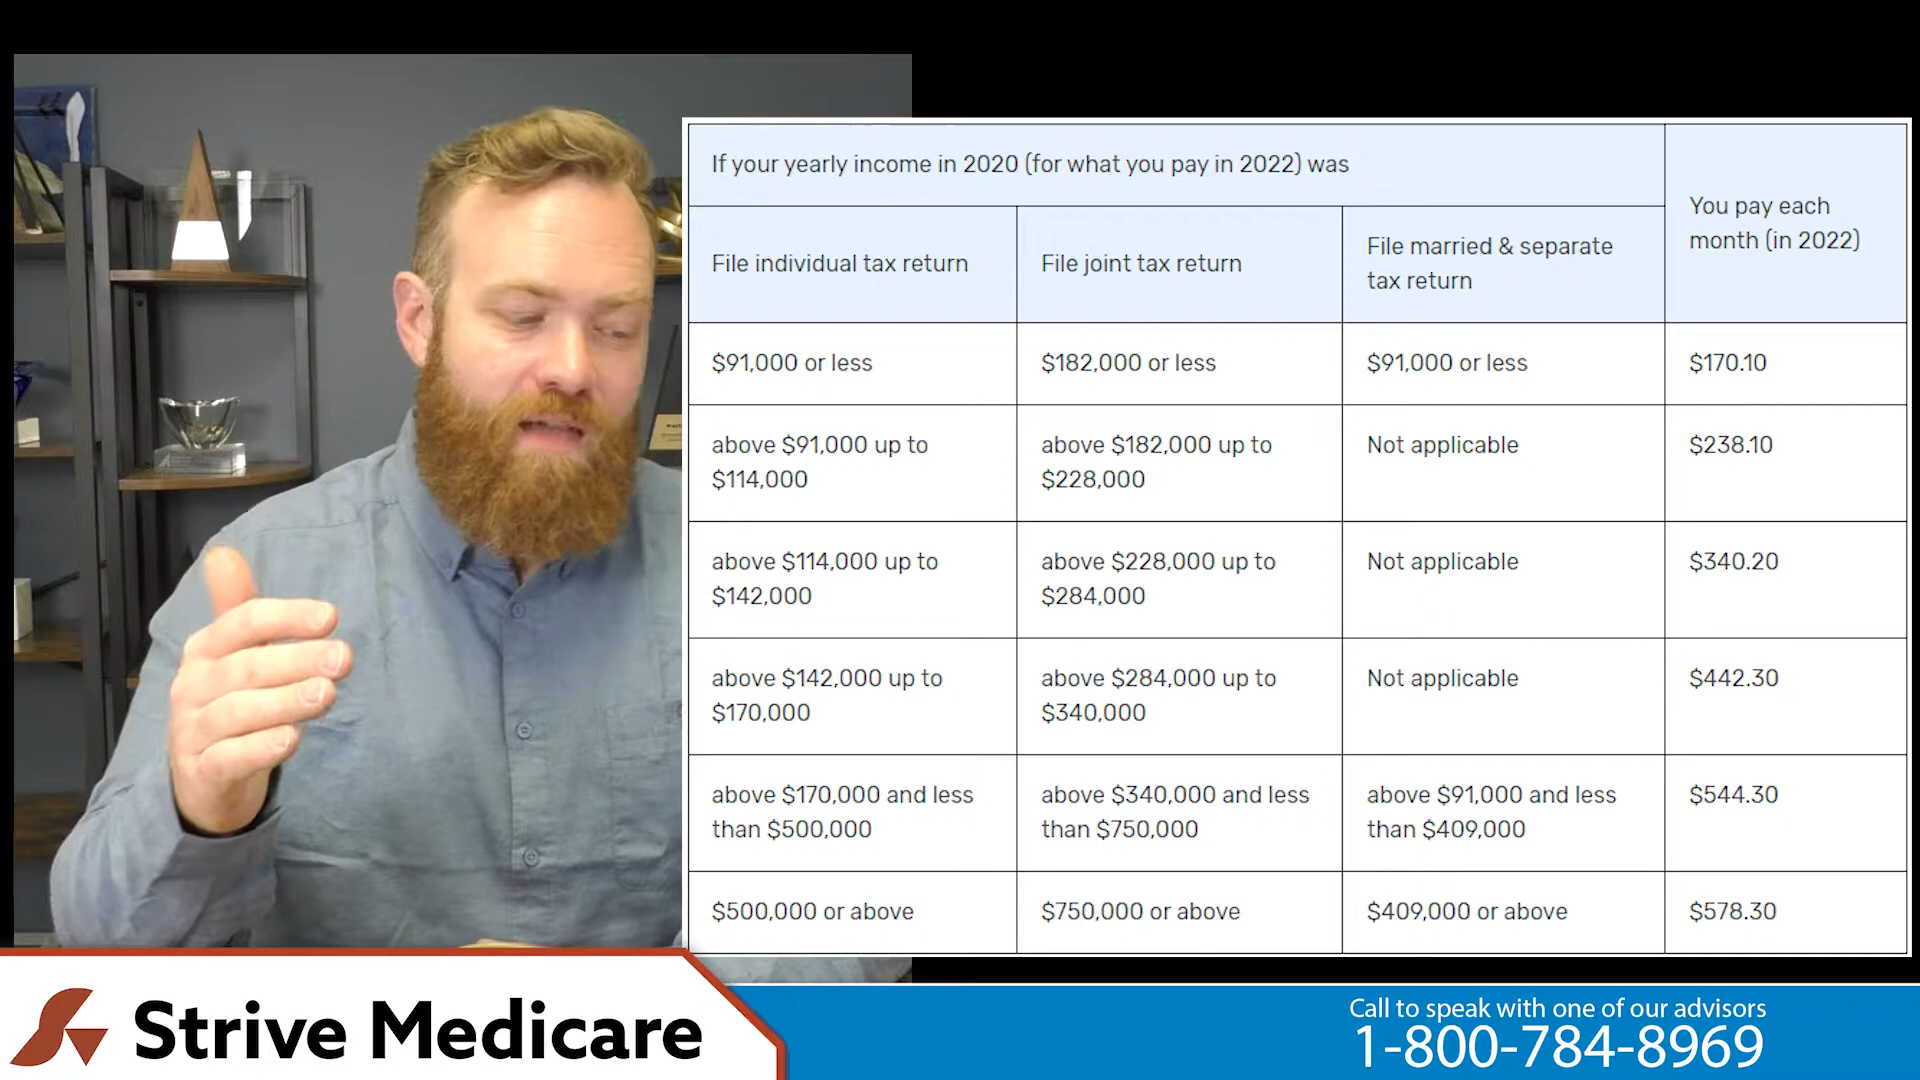 If your yearly income in 2020 (for what you pay in 2022) was
You pay each
month (in 2022)
File individual tax return
File joint tax return
File married & separate
tax return
$91,000 or less
$182,000 or less
$91,000 or less
$170.10
above $91,000 up to
$114,000
above $182,000 up to
$228,000
Not applicable
$238.10
above $114,000 up to
$142,000
above $228,000 up to
$284,000
Not applicable
$340.20
above $142,000 up to
$170,000
above $284,000 up to
$340,000
Not applicable
$442.30
above $170,000 and less
than $500,000
above $340,000 and less
than $750,000
above $91,000 and less
than $409,000
$544.30
$500,000 or above
$750,000 or above
$409,000 or above
$578.30
Strive Medicare
Call to speak with one of our advisors
1-800-784-8969